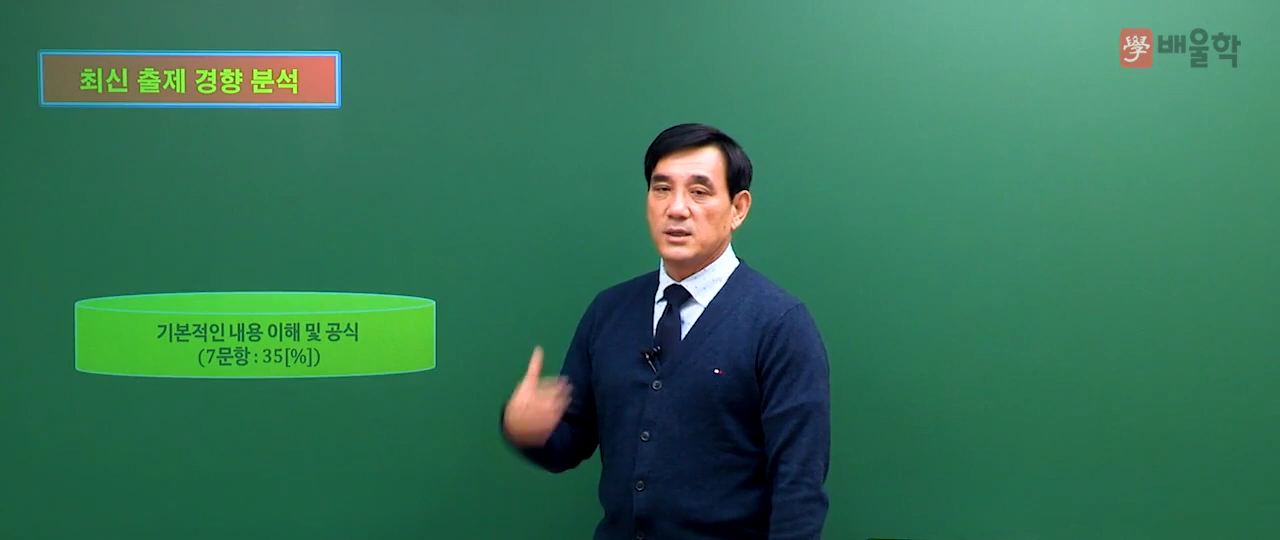 최신 출제 경향 분석
學 배울학
기본적인 내용 이해 및 공식
(7문항 : 35[%])